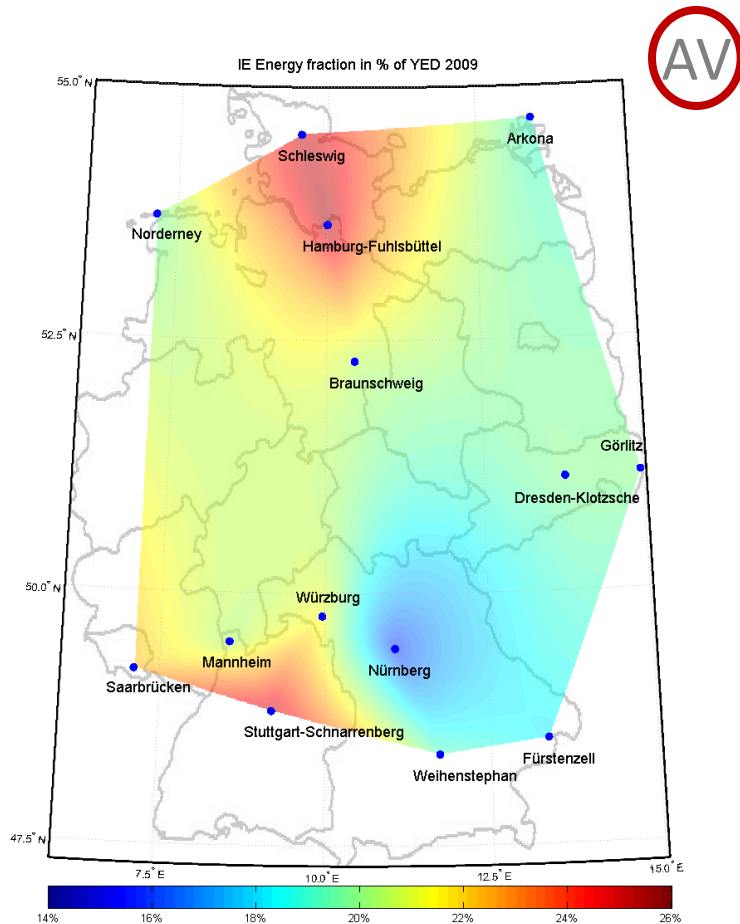 AV
IE Energy fraction in % of YED 2009
55.0° N
Arkona
Schleswig
Norderney
Hamburg-Fuhlsbüttel
52.5° N
Braunschweig
Görlitz
Dresden-Klotzsche
50.0° N
Würzburg
Mannheim
Nürnberg
Saarbrücken
Stuttgart-Schnarrenberg
Fürstenzell
Weihenstephan
47.5° N
7.5° E
10.0° E
12.5° E
15.0° E
14%
16%
18%
20%
22%
24%
26%